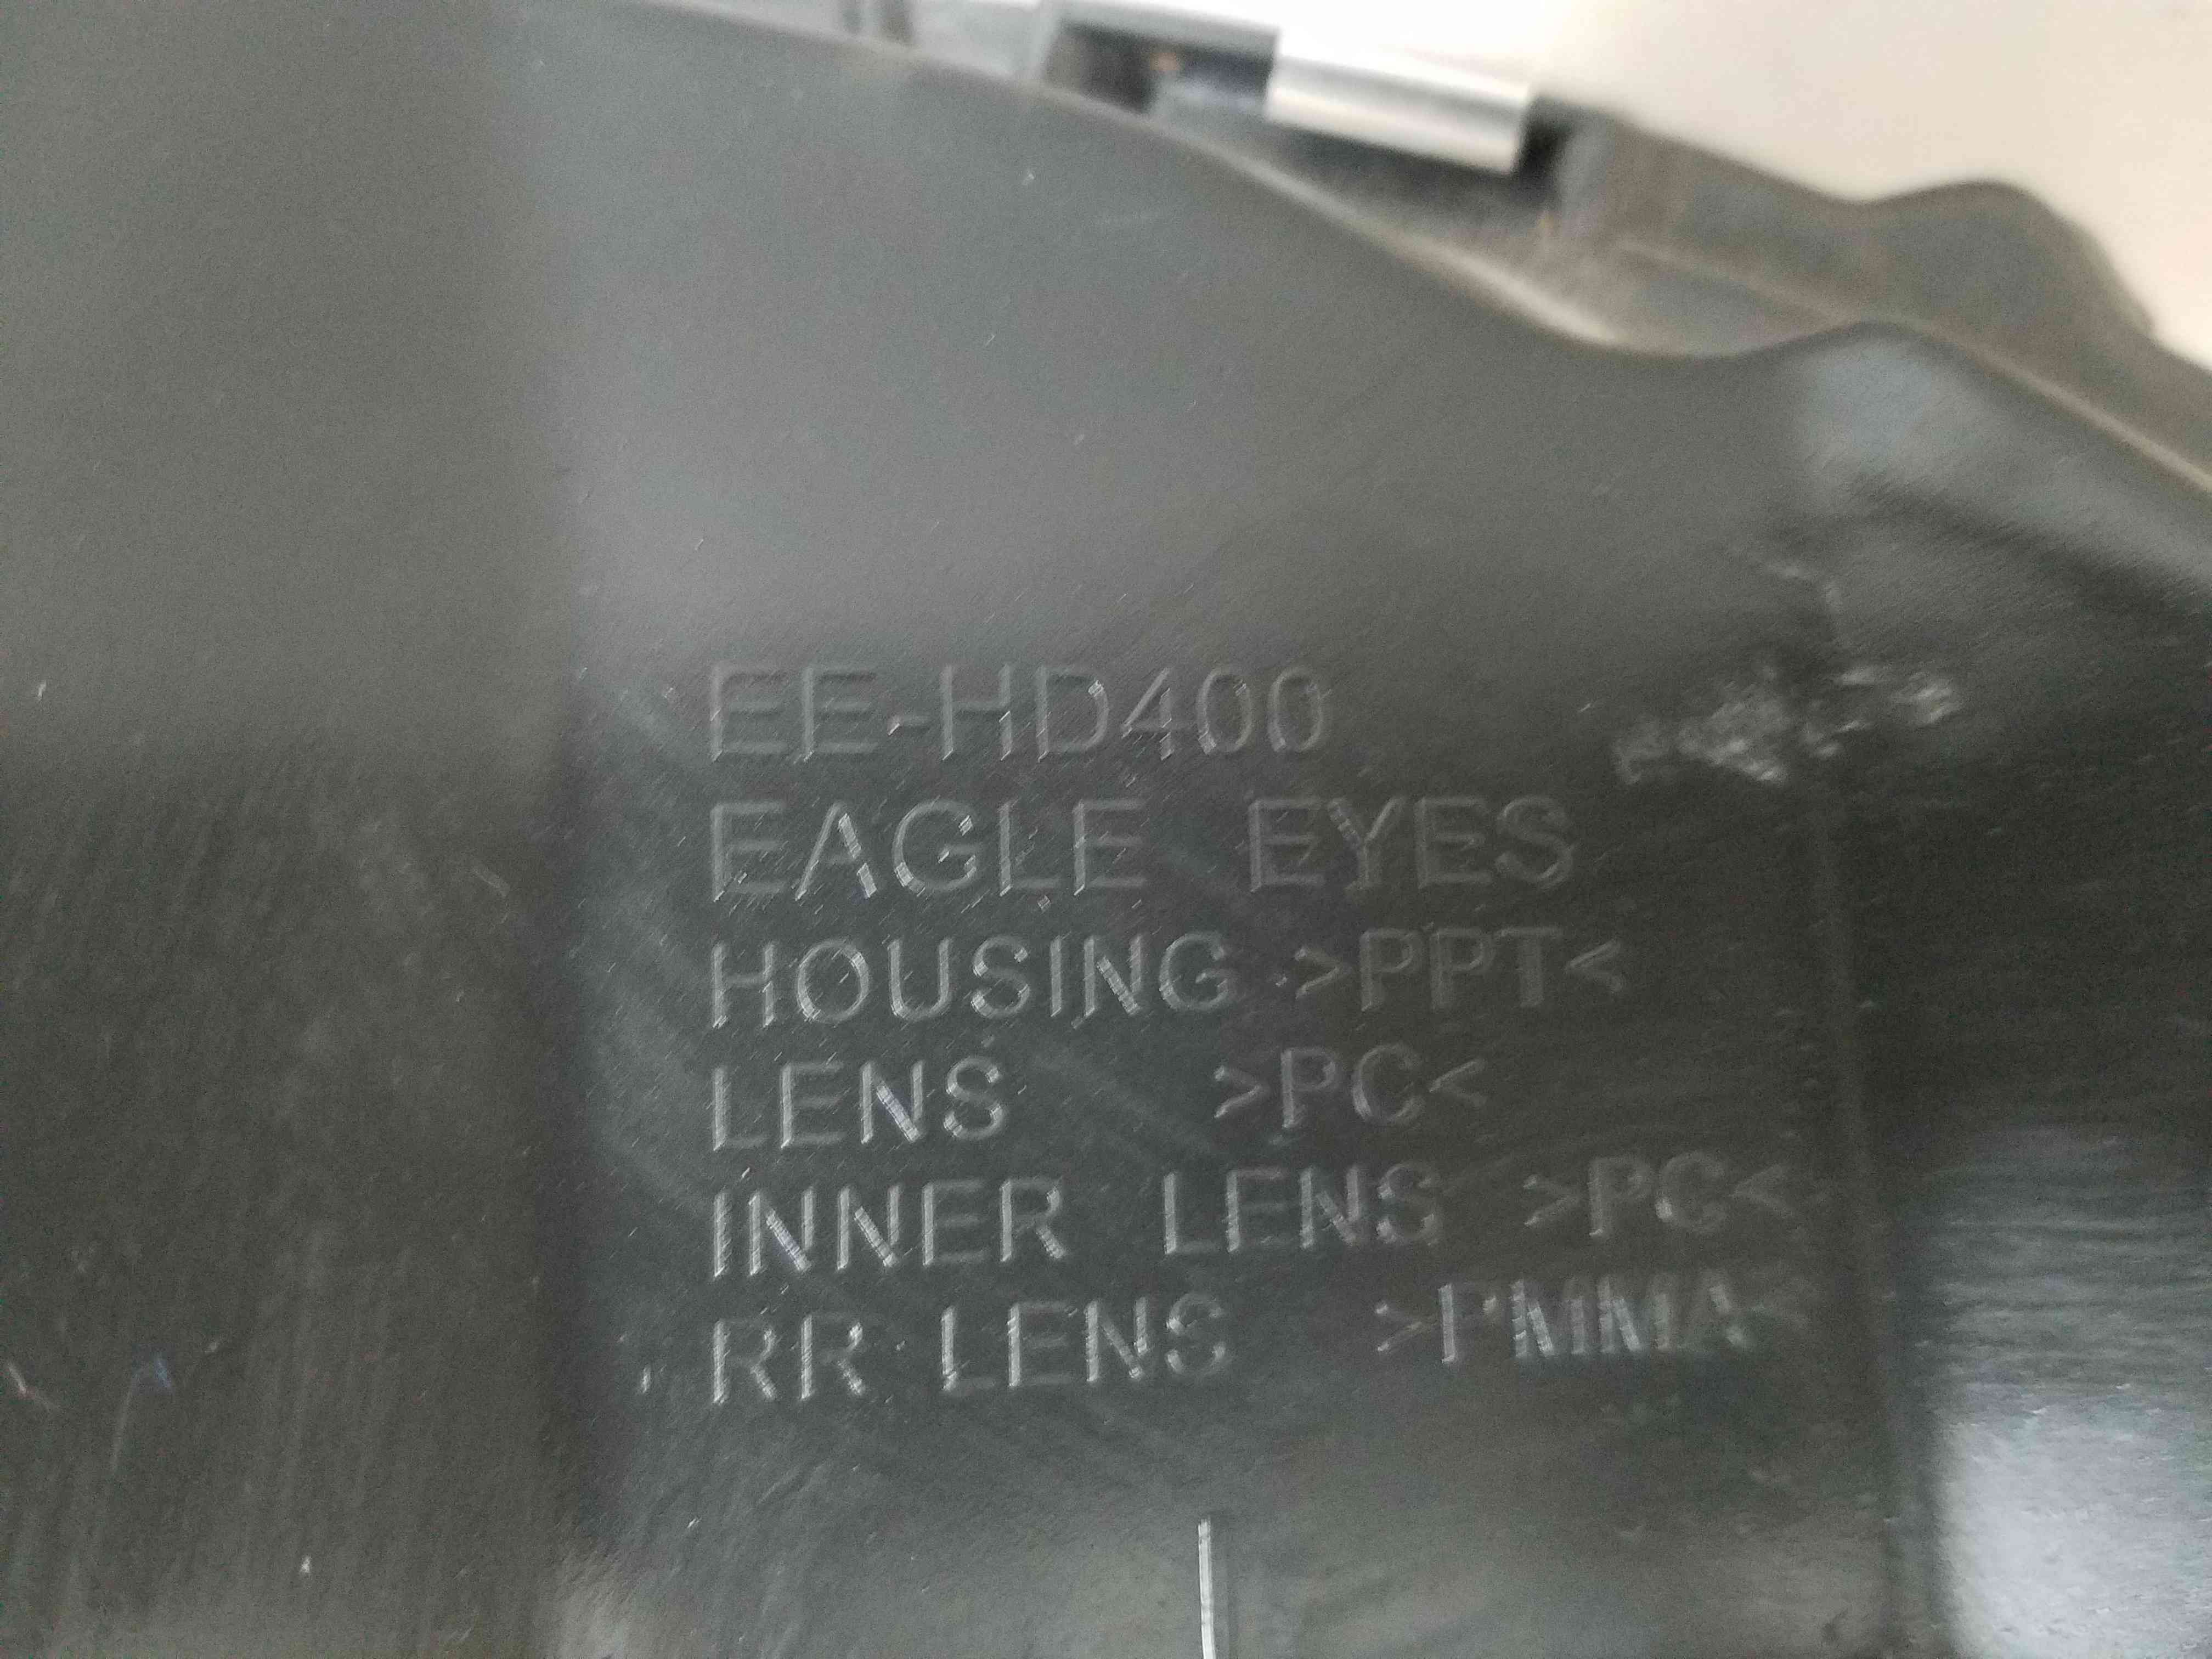 EE-HD400
EAGLE EYES
HOUSING >PPT<
LENS >PC<
INNER LENS >PC<
RR LENS >PMMA<